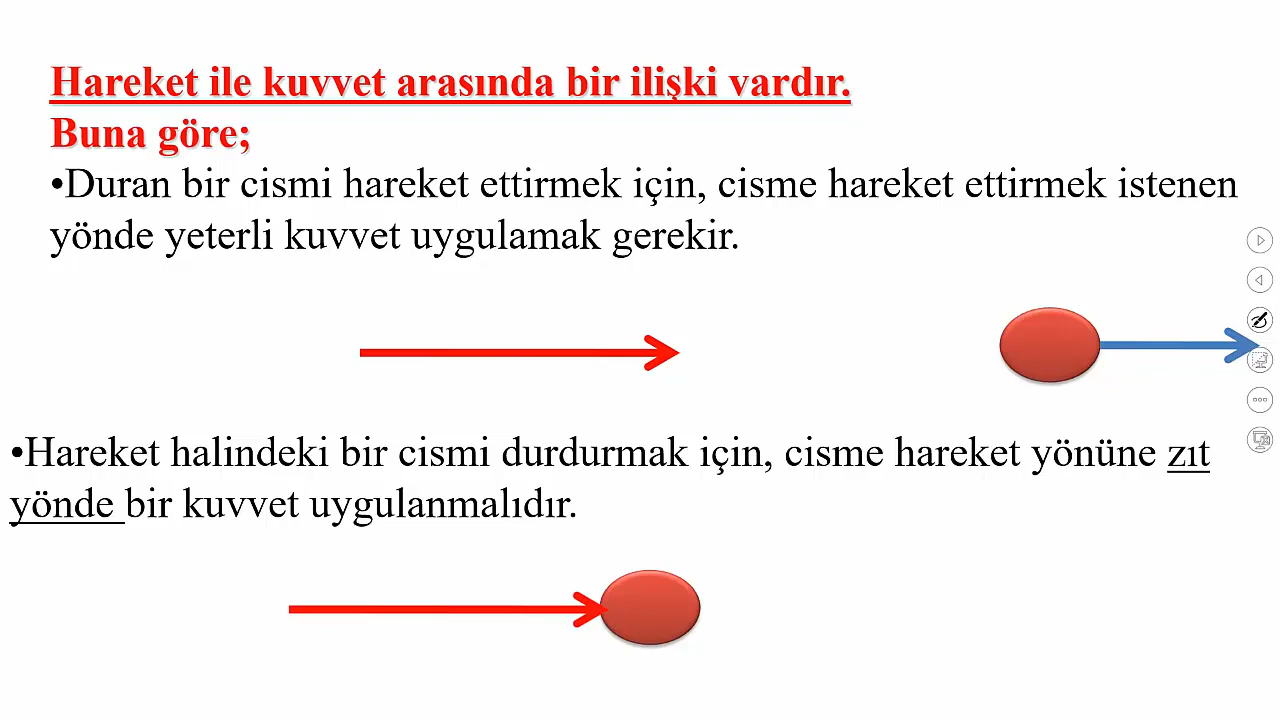 Hareket ile kuvvet arasında bir ilişki vardır.
Buna göre;
•Duran bir cismi hareket ettirmek için, cisme hareket ettirmek istenen
yönde yeterli kuvvet uygulamak gerekir.
•Hareket halindeki bir cismi durdurmak için, cisme hareket yönüne zıt
yönde bir kuvvet uygulanmalıdır.